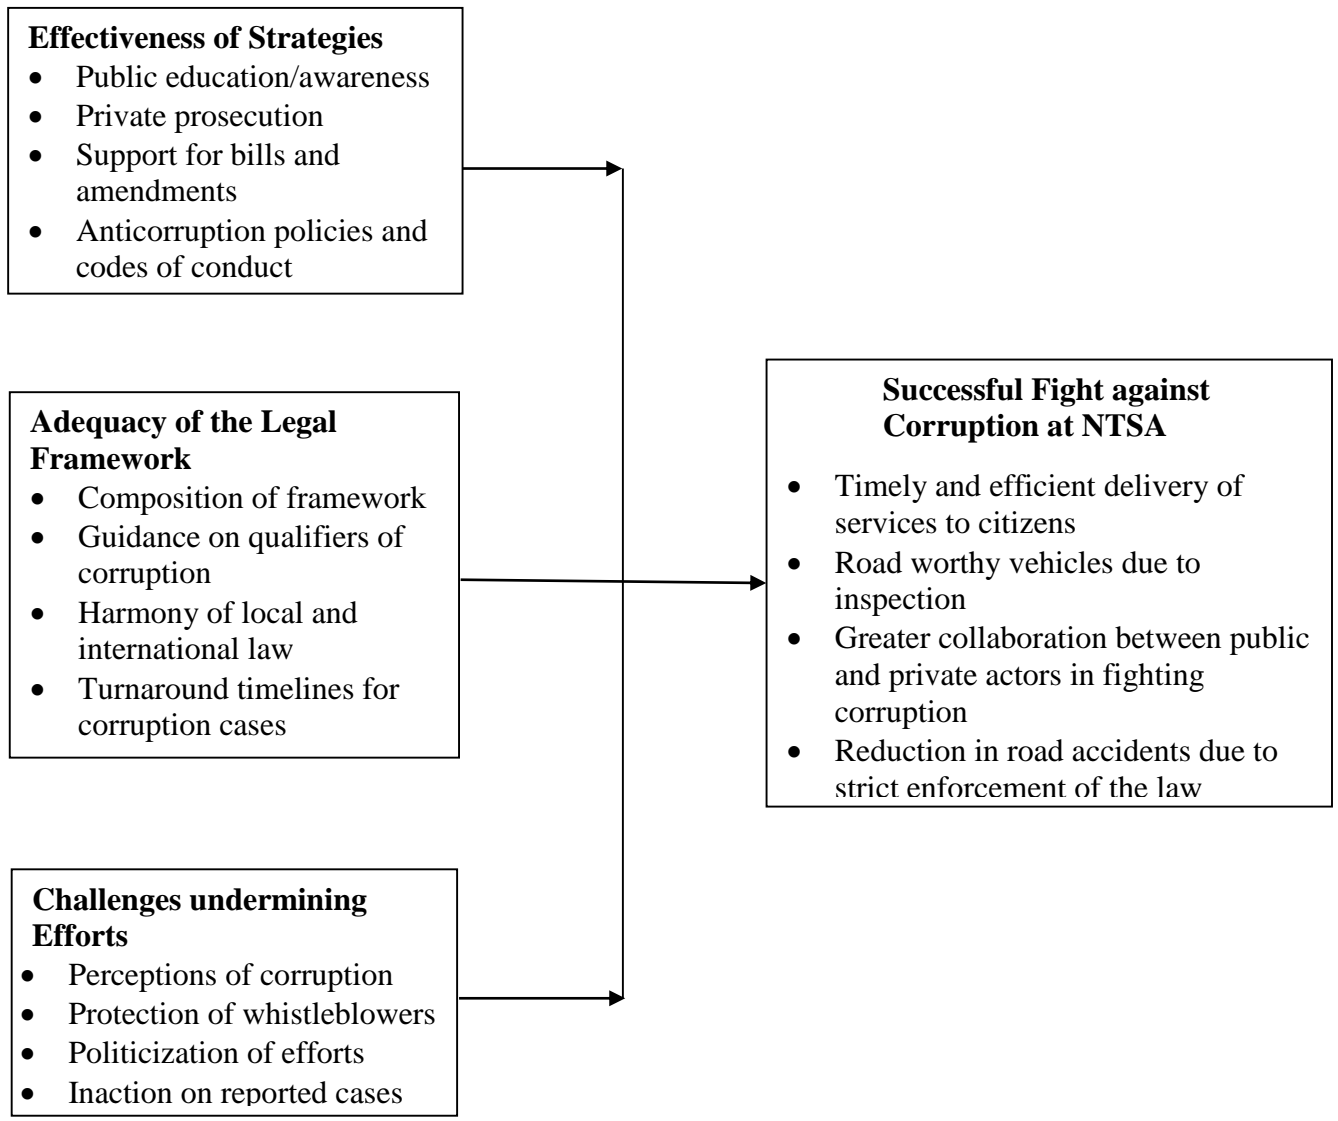 Effectiveness of Strategies
• Public education/awareness
• Private prosecution
• Support for bills and
amendments
• Anticorruption policies and
codes of conduct
Adequacy of the Legal
Framework
• Composition of framework
• Guidance on qualifiers of
corruption
• Harmony of local and
international law
• Turnaround timelines for
corruption cases
Challenges undermining
Efforts
• Perceptions of corruption
• Protection of whistleblowers
• Politicization of efforts
• Inaction on reported cases
Successful Fight against
Corruption at NTSA
• Timely and efficient delivery of
services to citizens
• Road worthy vehicles due to
inspection
• Greater collaboration between public
and private actors in fighting
corruption
• Reduction in road accidents due to
strict enforcement of the law